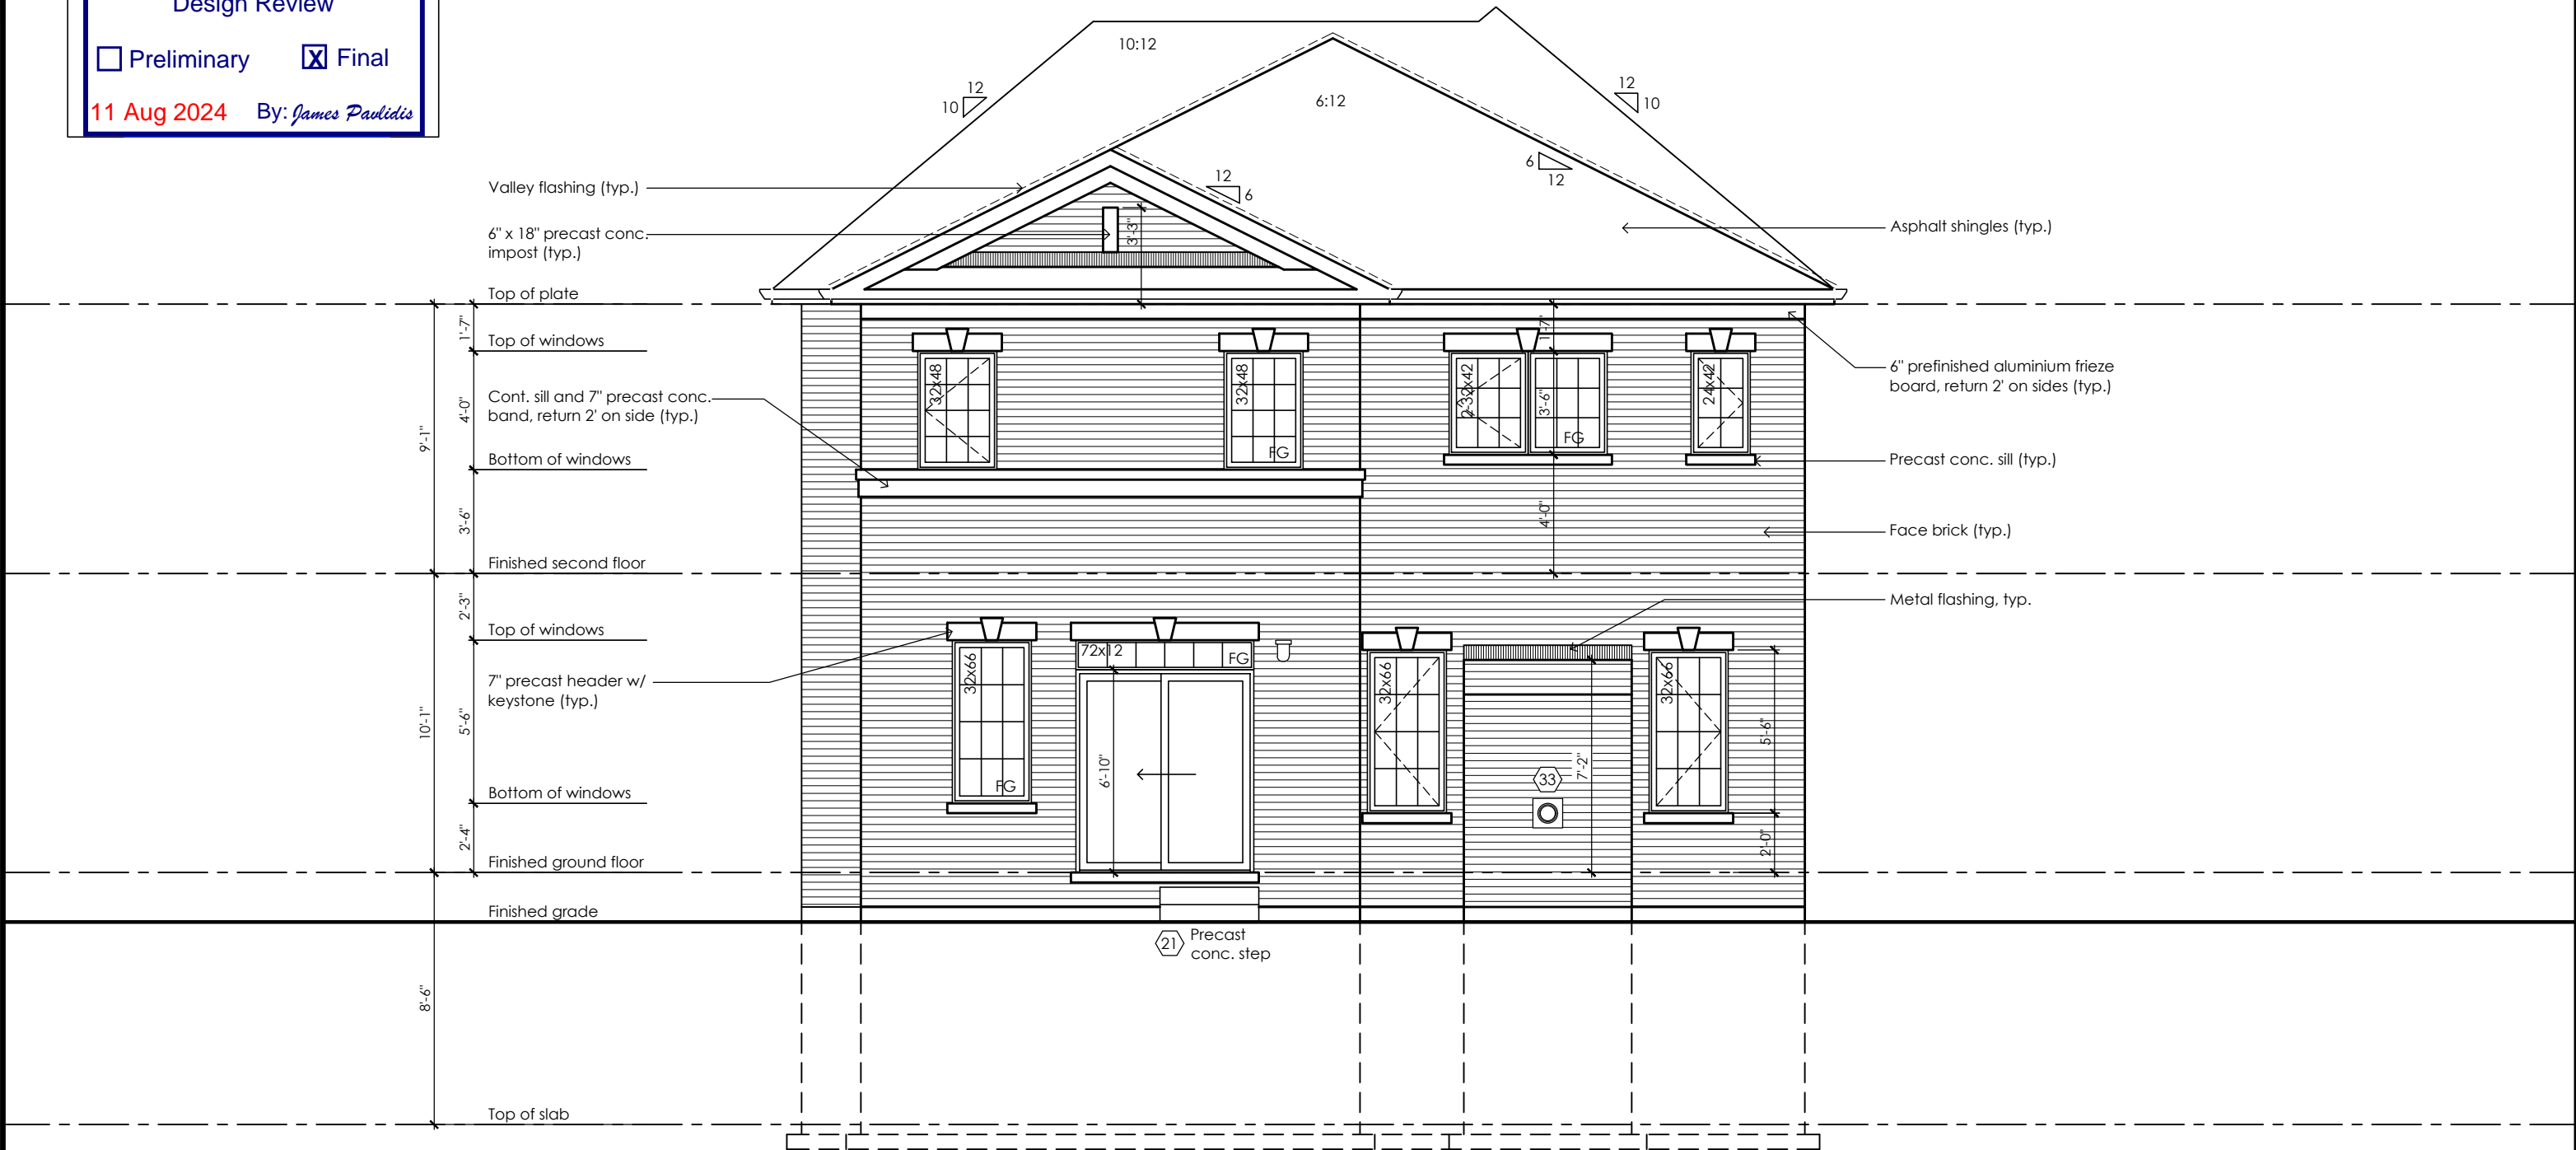 Design Review
Preliminary
X Final
11 Aug 2024 By: James Pavlidis
10:12
12
10
12
10
6:12
6
12
12
6
Valley flashing (typ.)
6" x 18" precast conc.
impost (typ.)
3'-3"
Asphalt shingles (typ.)
Top of plate
1'-7"
Top of windows
Cont. sill and 7" precast conc.
band, return 2' on side (typ.)
4'-0"
9'-1"
Bottom of windows
3'-6"
Finished second floor
32x48
32x48
FG
2-32x42
1'-7"
3'-6"
FG
24x42
4'-0"
6" prefinished aluminium frieze
board, return 2' on sides (typ.)
Precast conc. sill (typ.)
Face brick (typ.)
Metal flashing, typ.
2'-3"
Top of windows
7" precast header w/
keystone (typ.)
10'-1"
5'-6"
Bottom of windows
2'-4"
Finished ground floor
Finished grade
32x66
FG
72x12
FG
6'-10"
32x66
33
7'-2"
32x66
5'-6"
2'-0"
21
Precast
conc. step
8'-6"
Top of slab